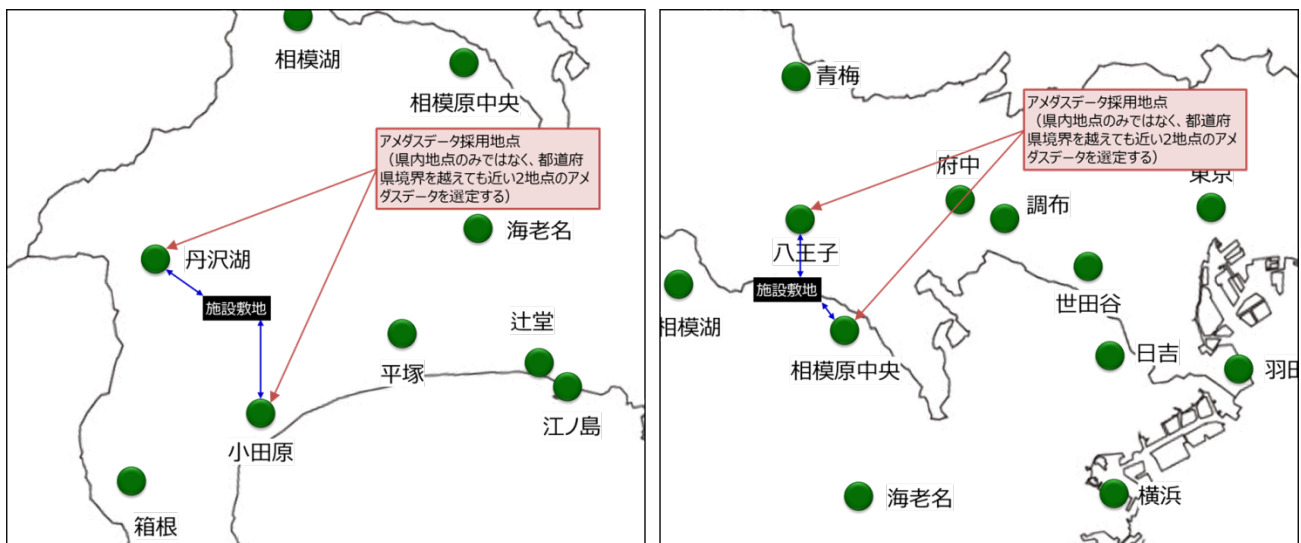 相模湖
相模原中央
アメダスデータ採用地点
（県内地点のみではなく、都道府
県境界を越えても近い2地点のアメ
ダスデータを選定する）
海老名
丹沢湖
施設敷地
辻堂
平塚
江ノ島
小田原
箱根
青梅
アメダスデータ採用地点
（県内地点のみではなく、都道府
県境界を越えても近い2地点のアメ
ダスデータを選定する）
府中
東京
調布
八王子
施設敷地
世田谷
相模湖
日吉
相模原中央
羽田
海老名
横浜